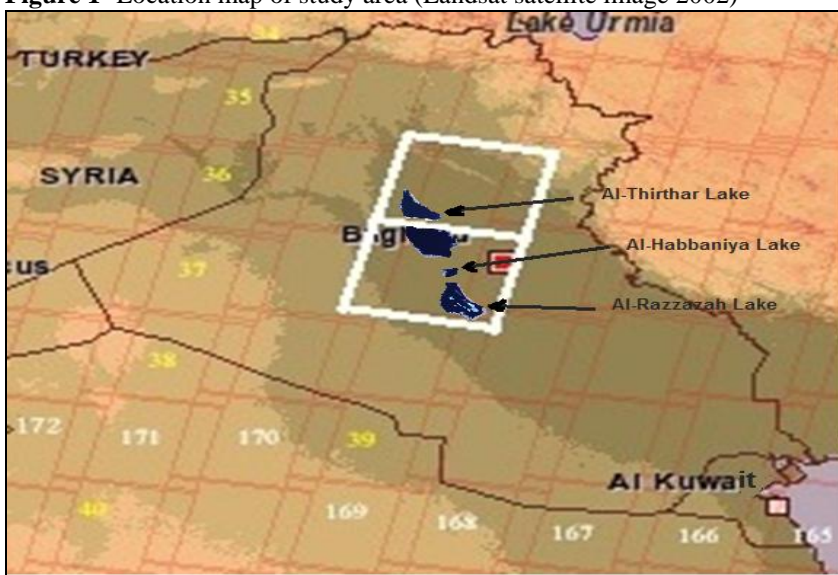 Figure 1- Location map of study area (Landsat satellite image 2002)
34
Lake Urmia
TURKEY
35
SYRIA
36
Al-Thirthar Lake
Al-Habbaniya Lake
cus
37
Al-Razzazah Lake
38
172
171
170
39
Al Kuwait
40
169
168
167
166
165